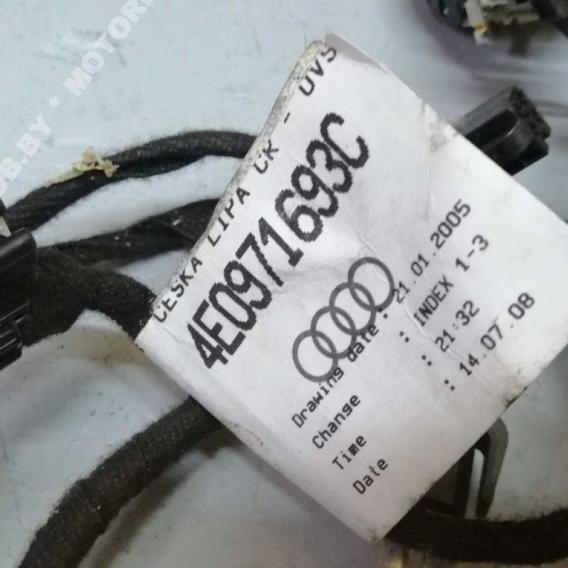 CESKA LIPA CR - UVS
4E0971693C
Drawing date : 21.01.2005
Change : INDEX 1-3
Time : 21:32
Date : 14.07.08